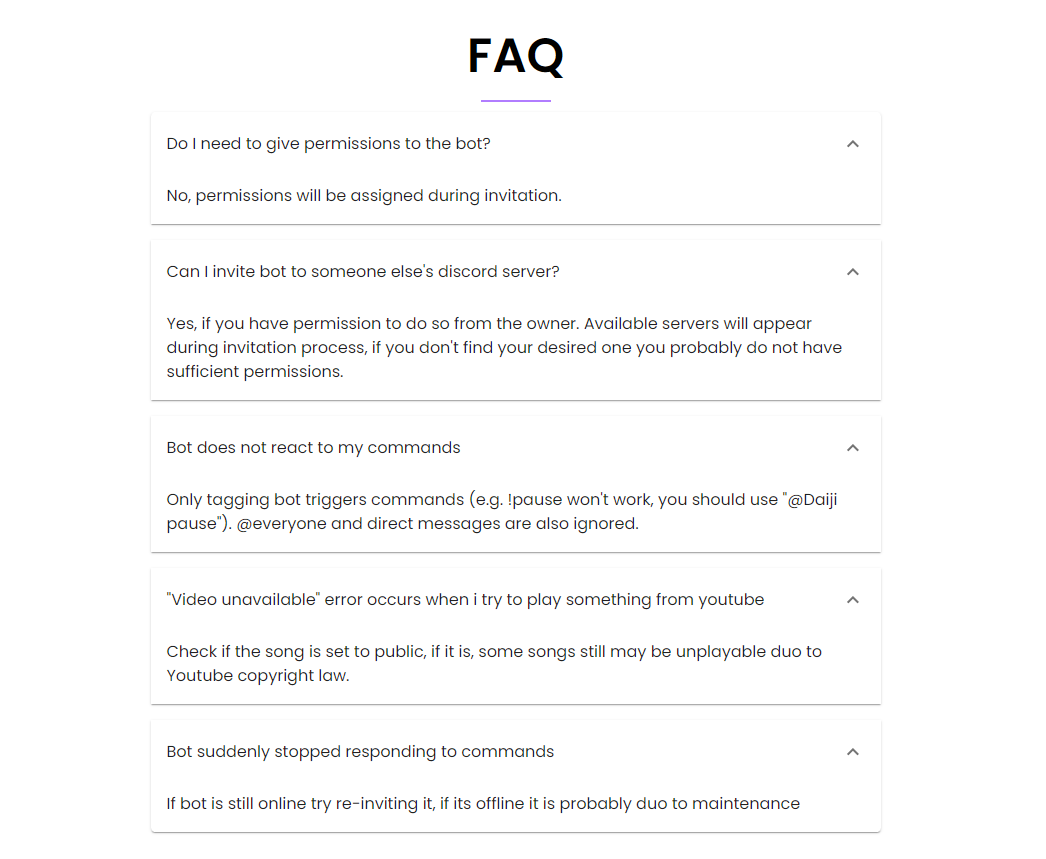 FAQ
Do I need to give permissions to the bot?
No, permissions will be assigned during invitation.
Can I invite bot to someone else's discord server?
Yes, if you have permission to do so from the owner. Available servers will appear
during invitation process, if you don't find your desired one you probably do not have
sufficient permissions.
Bot does not react to my commands
Only tagging bot triggers commands (e.g. !pause won't work, you should use "@Daiji
pause"). @everyone and direct messages are also ignored.
"Video unavailable" error occurs when i try to play something from youtube
Check if the song is set to public, if it is, some songs still may be unplayable duo to
Youtube copyright law.
Bot suddenly stopped responding to commands
If bot is still online try re-inviting it, if its offline it is probably duo to maintenance